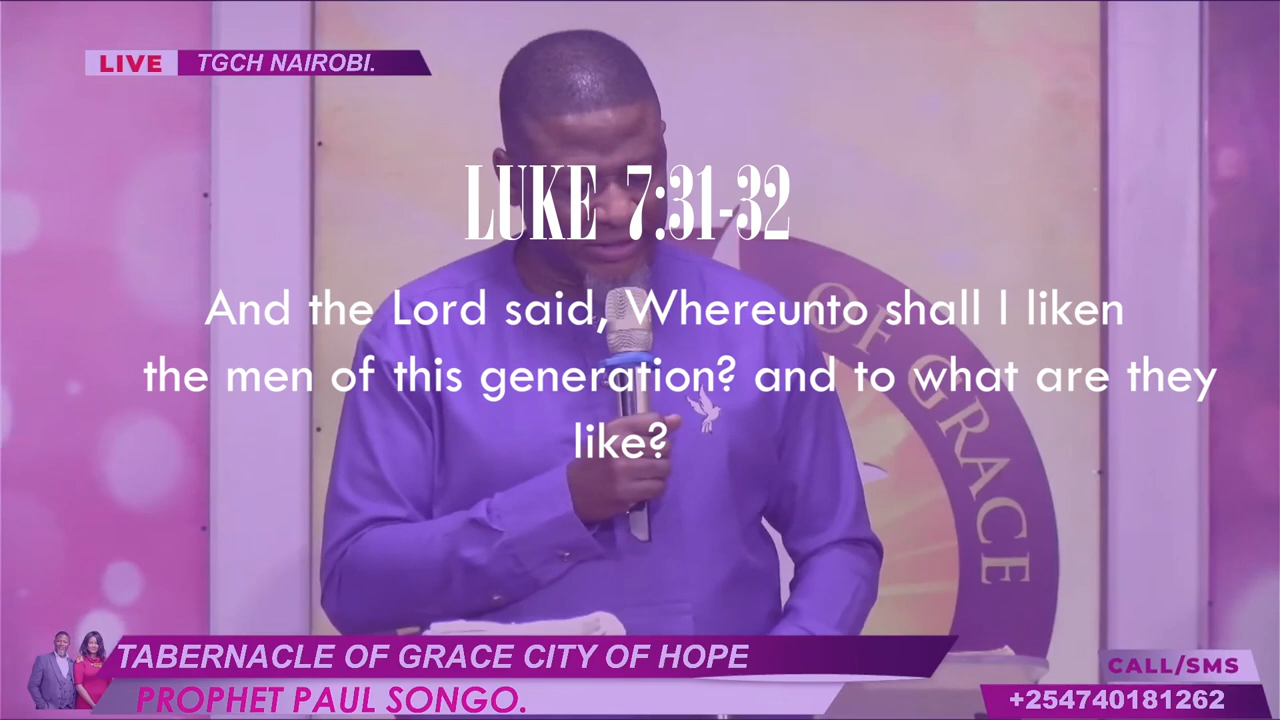 LIVE TGCH NAIROBI.
LUKE 7:31-32
And the Lord said, Whereunto shall I liken
the men of this generation? and to what are they
like?
OF GRACE
TABERNACLE OF GRACE CITY OF HOPE
PROPHET PAUL SONGO.
CALL/SMS
+254740181262